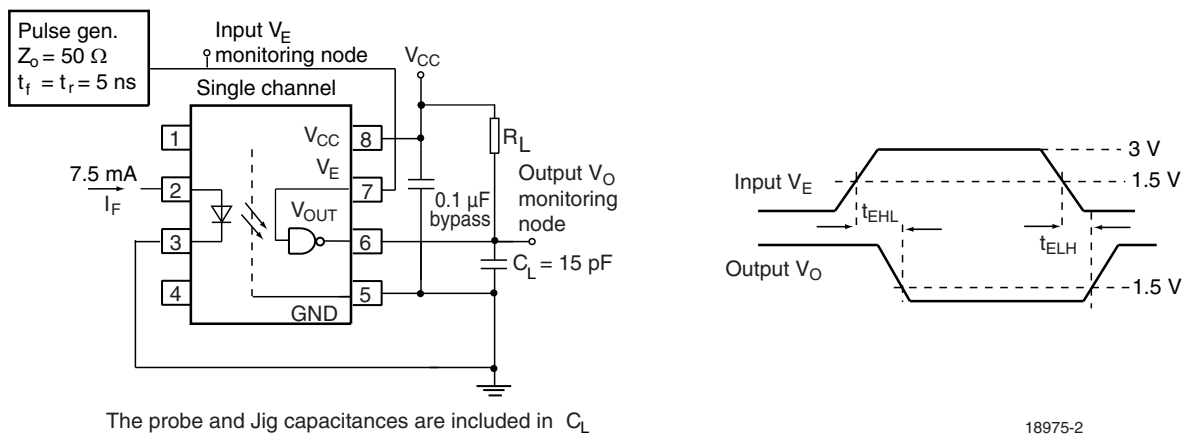 Pulse gen.
Zo = 50 Ω
tf = tr = 5 ns
Input VE
monitoring node
VCC
Single channel
1
2
3
4
8
7
6
5
VCC
VE
VOUT
GND
7.5 mA
IF
RL
0.1 µF
bypass
Output VO
monitoring
node
CL = 15 pF
The probe and Jig capacitances are included in CL
Input VE
3 V
1.5 V
tEHL
tELH
Output VO
1.5 V
18975-2